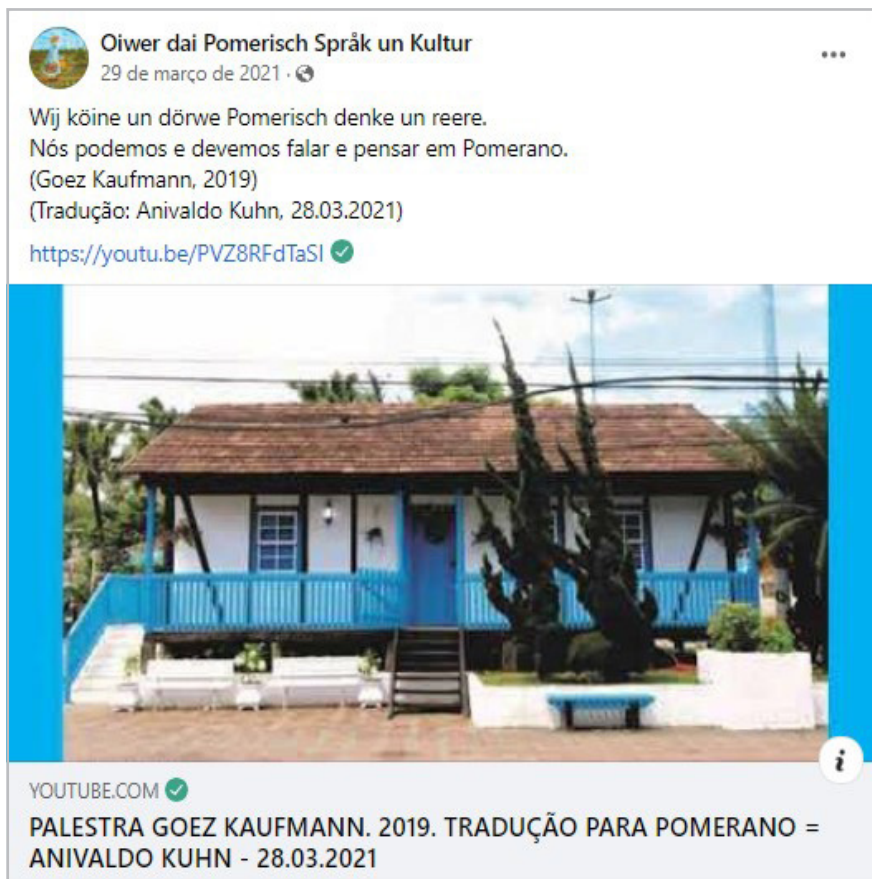 Oiwer dai Pomerisch Språk un Kultur
29 de março de 2021 ·
Wij köine un dörwe Pomerisch denke un reere.
Nós podemos e devemos falar e pensar em Pomerano.
(Goez Kaufmann, 2019)
(Tradução: Anivaldo Kuhn, 28.03.2021)
https://youtu.be/PVZ8RFdTaSI
YOUTUBE.COM
PALESTRA GOEZ KAUFMANN. 2019. TRADUÇÃO PARA POMERANO =
ANIVALDO KUHN - 28.03.2021